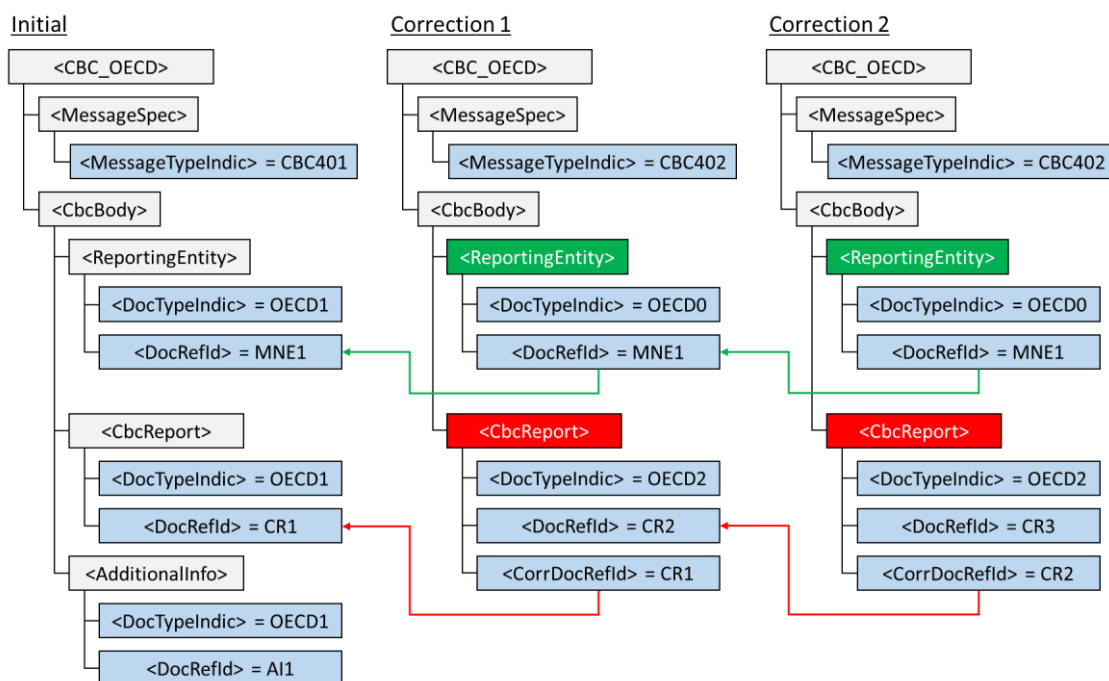 Initial
<CBC_OECD>
<MessageSpec>
<MessageTypeIndic> = CBC401
<CbcBody>
<ReportingEntity>
<DocTypeIndic> = OECD1
<DocRefId> = MNE1
<CbcReport>
<DocTypeIndic> = OECD1
<DocRefId> = CR1
<AdditionalInfo>
<DocTypeIndic> = OECD1
<DocRefId> = AI1
Correction 1
<CBC_OECD>
<MessageSpec>
<MessageTypeIndic> = CBC402
<CbcBody>
<ReportingEntity>
<DocTypeIndic> = OECD0
<DocRefId> = MNE1
<CbcReport>
<DocTypeIndic> = OECD2
<DocRefId> = CR2
<CorrDocRefId> = CR1
Correction 2
<CBC_OECD>
<MessageSpec>
<MessageTypeIndic> = CBC402
<CbcBody>
<ReportingEntity>
<DocTypeIndic> = OECD0
<DocRefId> = MNE1
<CbcReport>
<DocTypeIndic> = OECD2
<DocRefId> = CR3
<CorrDocRefId> = CR2